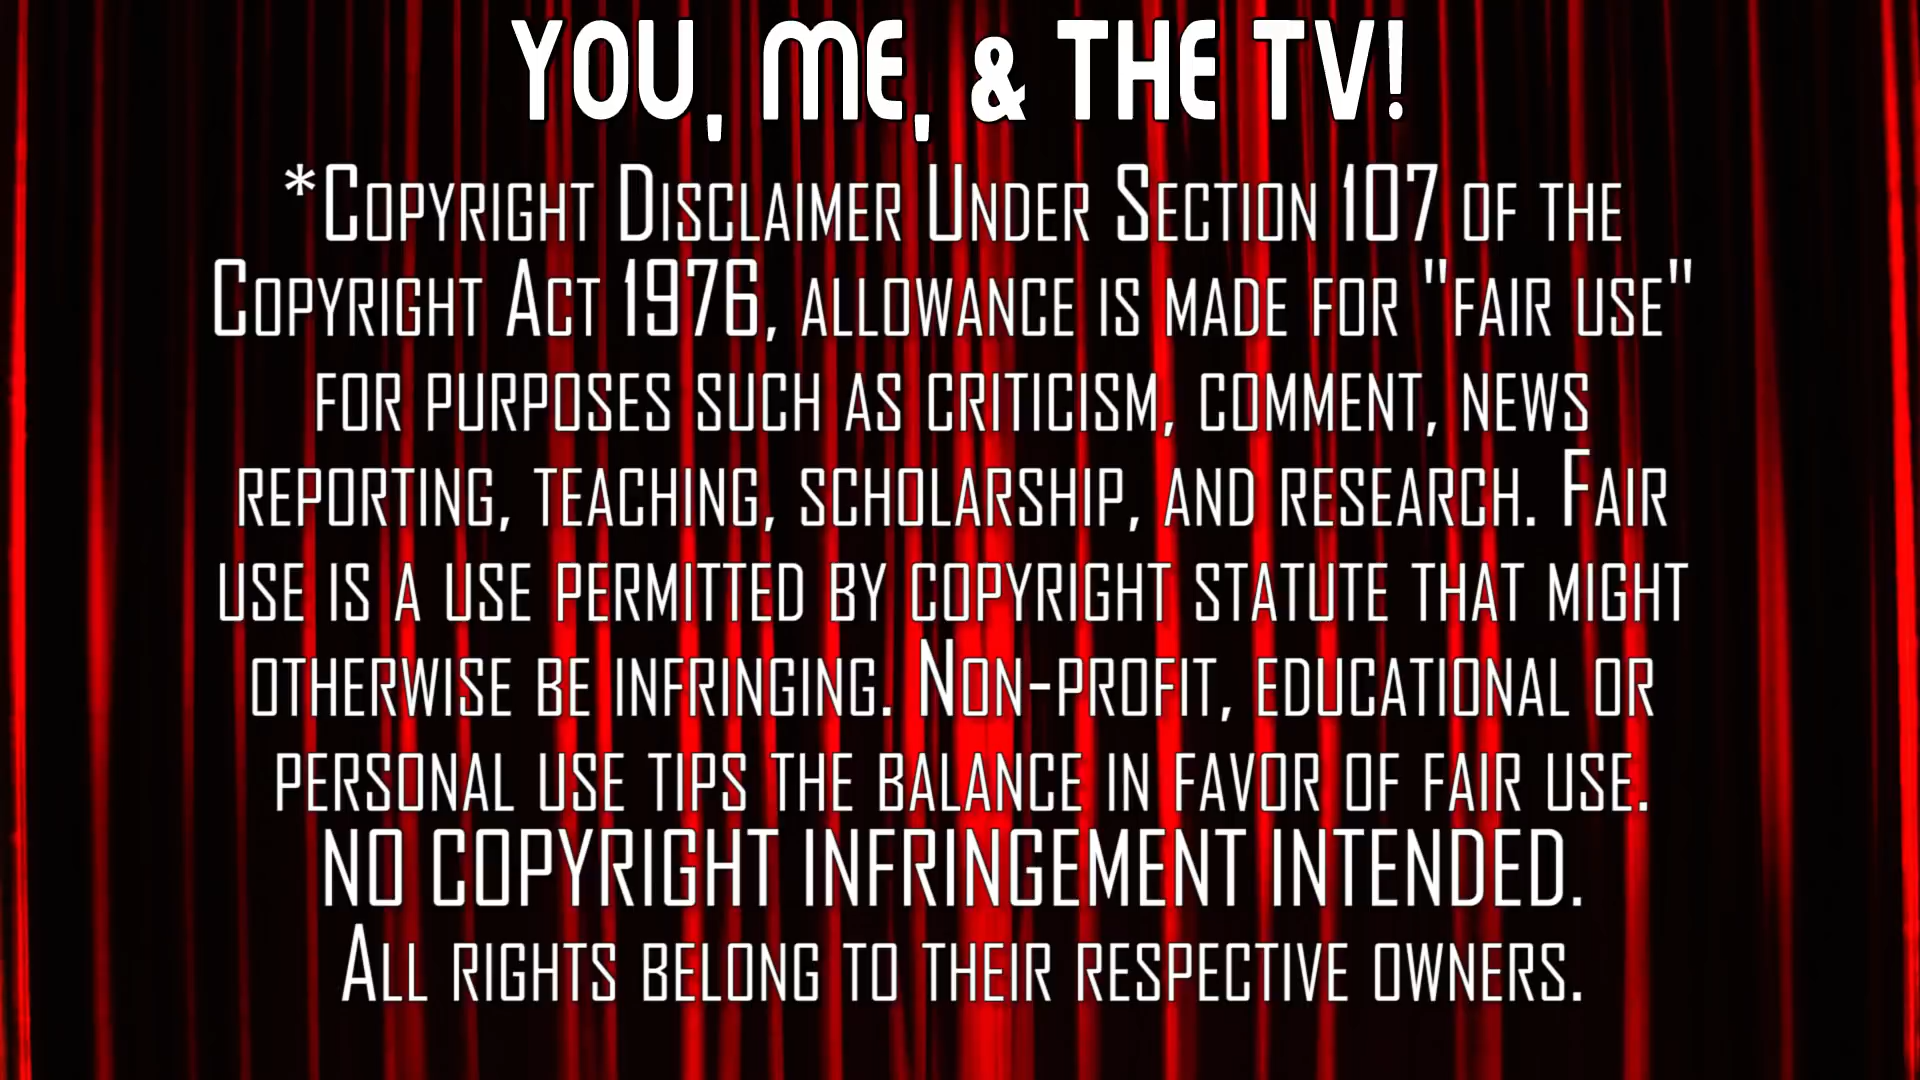 YOU, ME, & THE TV!
*Copyright Disclaimer Under Section 107 of the
Copyright Act 1976, allowance is made for "fair use"
for purposes such as criticism, comment, news
reporting, teaching, scholarship, and research. Fair
use is a use permitted by copyright statute that might
otherwise be infringing. Non-profit, educational or
personal use tips the balance in favor of fair use.
NO COPYRIGHT INFRINGEMENT INTENDED.
All rights belong to their respective owners.